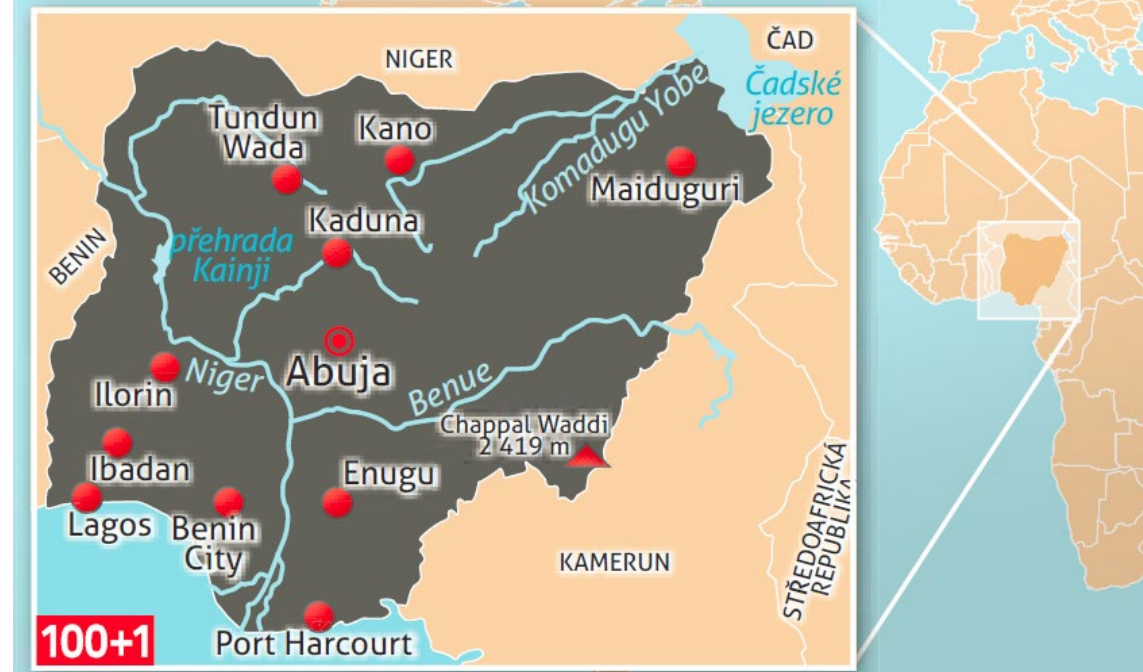 NIGER
ČAD
Čadské
jezero
Tundun
Wada
Kano
Komadugu Yobe
Maiduguri
Kaduna
BENIN
přehrada
Kainji
Niger
Abuja
Benue
Ilorin
Chappal Waddi
2 419 m
Ibadan
Enugu
Lagos
Benin
City
STŘEDOAFRICKÁ
REPUBLIKA
KAMERUN
Port Harcourt
100+1